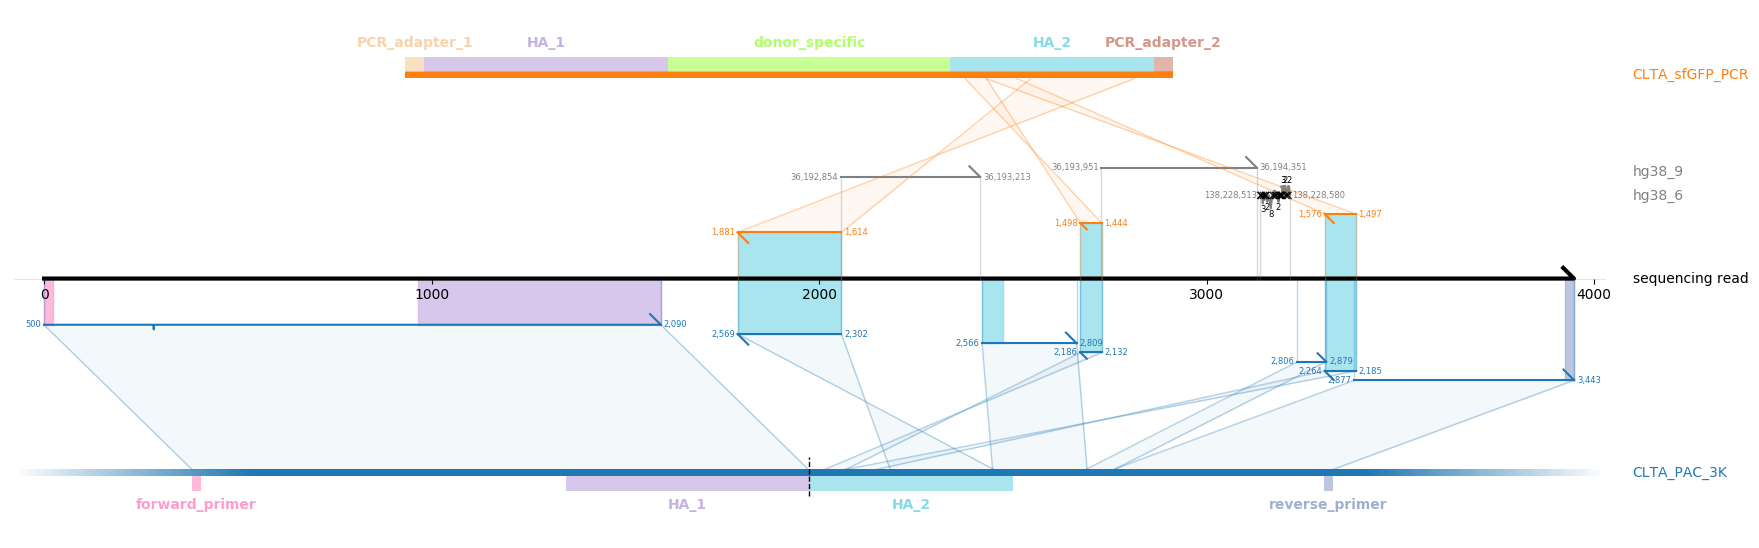 PCR_adapter_1 HA_1 donor_specific HA_2 PCR_adapter_2
CLTA_sfGFP_PCR
36,193,951 36,194,351
hg38_9
36,192,854 36,193,213
138,228,513 138,228,580
hg38_6
1,576 1,497
1,498 1,444
1,881 1,614
sequencing read
0 1000 2000 3000 4000
500 2,090
2,569 2,302
2,566 2,809
2,186 2,132
2,806 2,879
2,264 2,185
2,877 3,443
CLTA_PAC_3K
forward_primer HA_1 HA_2 reverse_primer